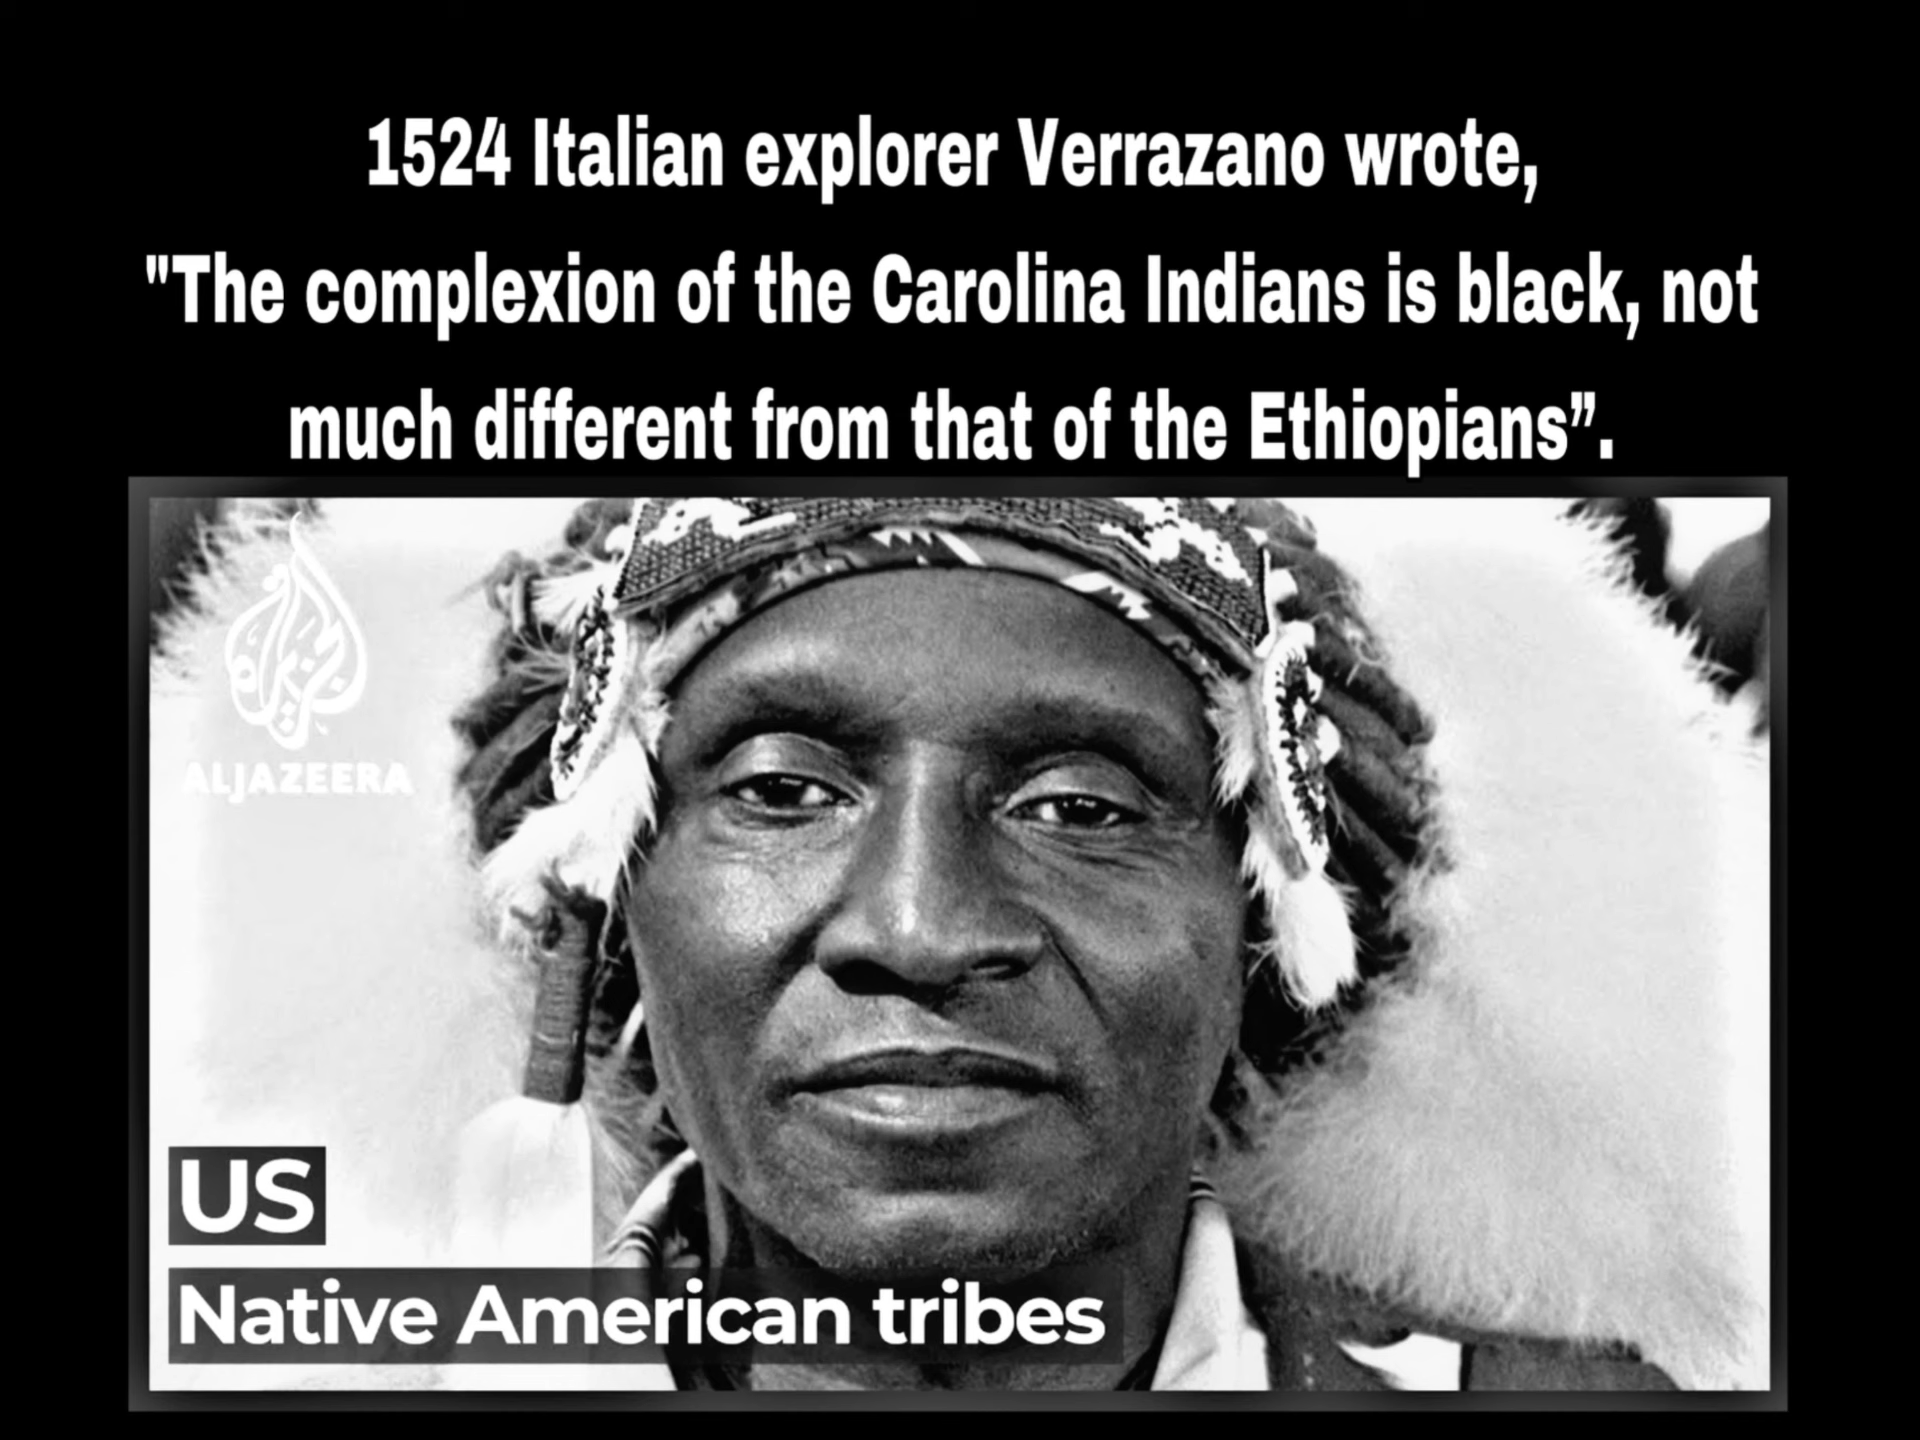 1524 Italian explorer Verrazano wrote,
"The complexion of the Carolina Indians is black, not
much different from that of the Ethiopians”.
الجزيرة
ALJAZEERA
US
Native American tribes